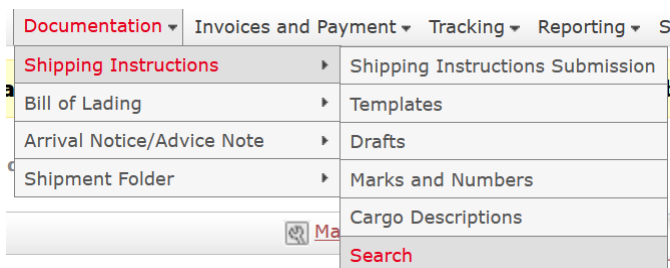 Documentation Invoices and Payment Tracking Reporting S
Shipping Instructions
Bill of Lading
Arrival Notice/Advice Note
Shipment Folder
Shipping Instructions Submission
Templates
Drafts
Marks and Numbers
Cargo Descriptions
Search
Ma